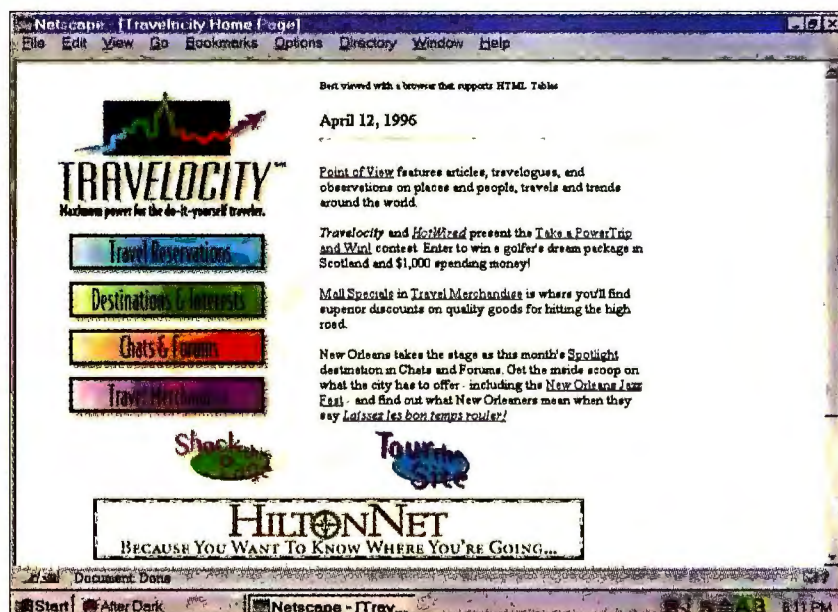 Netscape - [Travelocity Home Page]
File Edit View Go Bookmarks Options Directory Window Help
Best viewed with a browser that supports HTML Tables
April 12, 1996
TRAVELOCITY
Maximum power for the do-it-yourself traveler.
Travel Reservations
Destinations & Interests
Chats & Forums
Travel Merchandise
Point of View features articles, travelogues, and
observations on places and people, travels and trends
around the world.
Travelocity and HotWired present the Take a PowerTrip
and Win! contest. Enter to win a golfer's dream package in
Scotland and $1,000 spending money!
Mall Specials in Travel Merchandise is where you'll find
superior discounts on quality goods for hitting the high
road.
New Orleans takes the stage as this month's Spotlight
destination in Chats and Forums. Get the inside scoop on
what the city has to offer - including the New Orleans Jazz
Fest - and find out what New Orleaners mean when they
say Laissez les bon temps rouler!
Shock this Page
Tour the Site
HILTONNET
BECAUSE YOU WANT TO KNOW WHERE YOU'RE GOING...
Document: Done
Start After Dark Netscape - [Trav... 6:11 PM